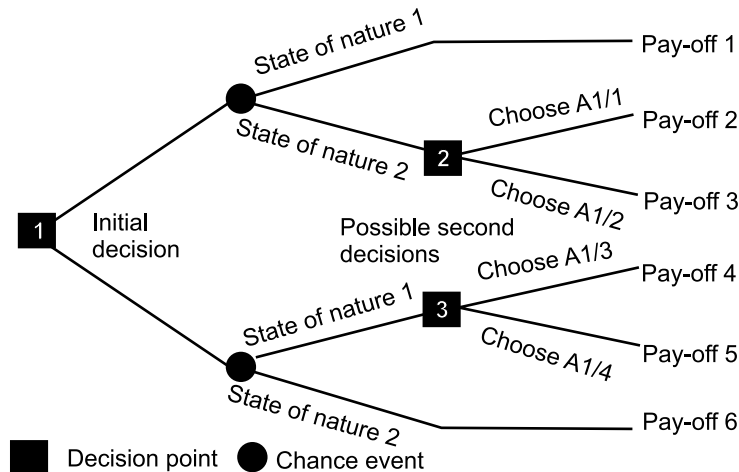 State of nature 1
Pay-off 1
Choose A1/1
Pay-off 2
State of nature 2
2
Choose A1/2
Pay-off 3
1
Initial
decision
Possible second
decisions
Choose A1/3
Pay-off 4
State of nature 1
3
Choose A1/4
Pay-off 5
State of nature 2
Pay-off 6
Decision point
Chance event